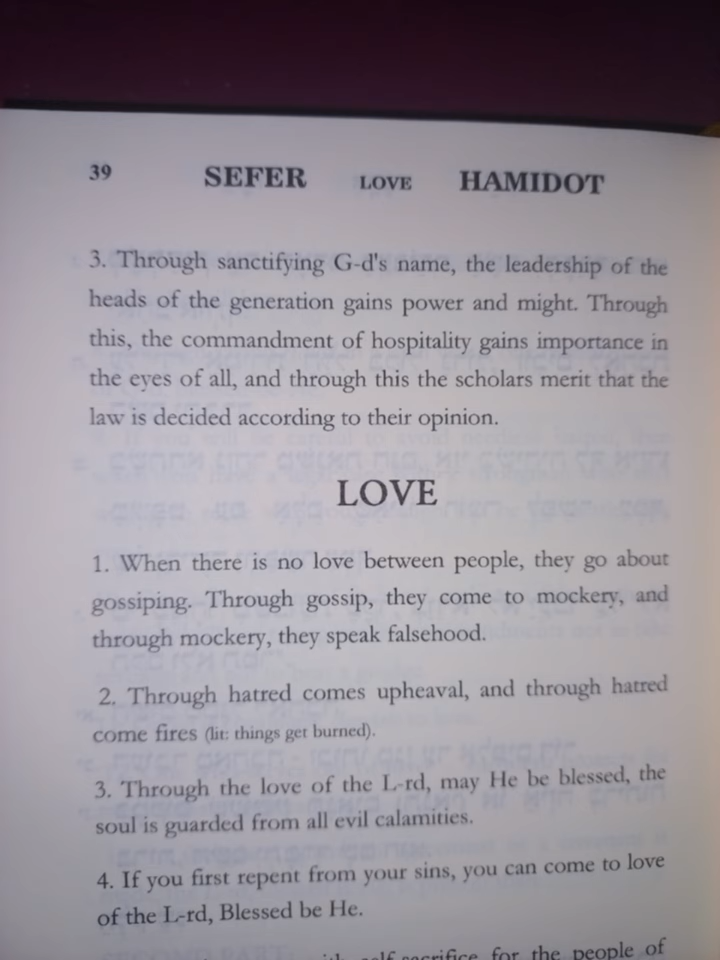 39 SEFER LOVE HAMIDOT
3. Through sanctifying G-d's name, the leadership of the
heads of the generation gains power and might. Through
this, the commandment of hospitality gains importance in
the eyes of all, and through this the scholars merit that the
law is decided according to their opinion.
LOVE
1. When there is no love between people, they go about
gossiping. Through gossip, they come to mockery, and
through mockery, they speak falsehood.
2. Through hatred comes upheaval, and through hatred
come fires (lit: things get burned).
3. Through the love of the L-rd, may He be blessed, the
soul is guarded from all evil calamities.
4. If you first repent from your sins, you can come to love
of the L-rd, Blessed be He.
self-sacrifice for the people of